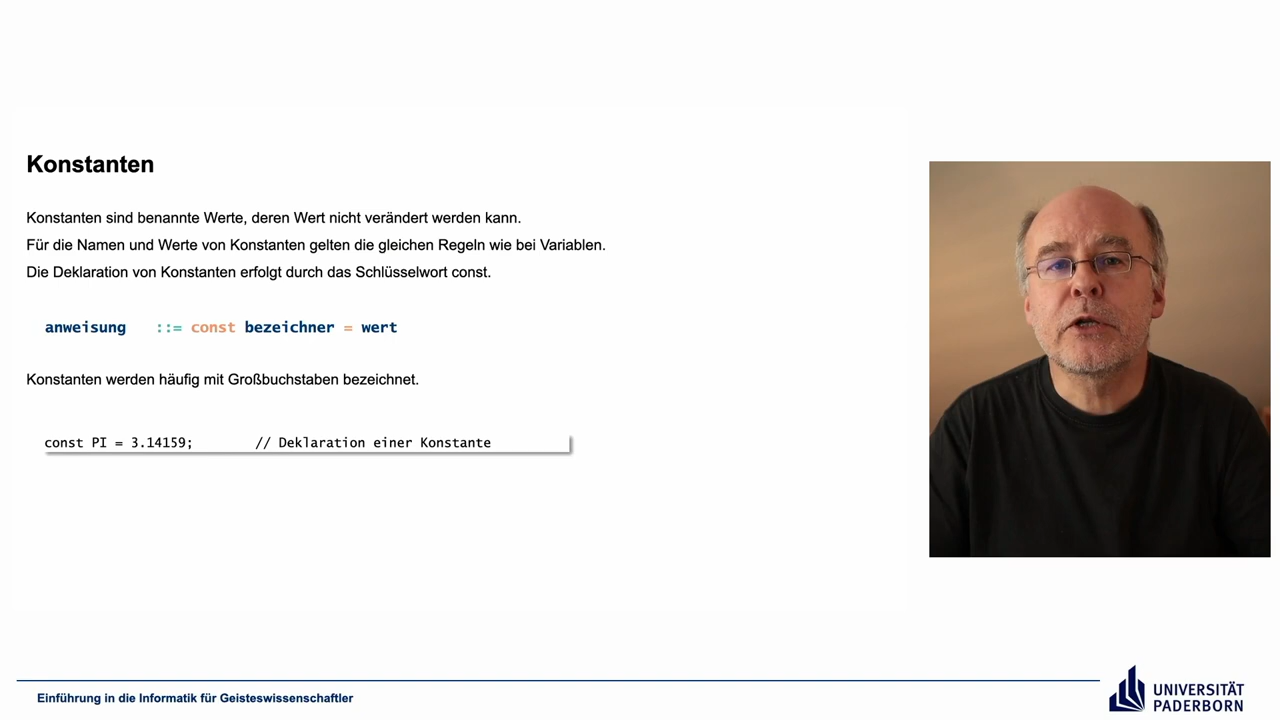 Konstanten
Konstanten sind benannte Werte, deren Wert nicht verändert werden kann.
Für die Namen und Werte von Konstanten gelten die gleichen Regeln wie bei Variablen.
Die Deklaration von Konstanten erfolgt durch das Schlüsselwort const.
anweisung ::= const bezeichner = wert
Konstanten werden häufig mit Großbuchstaben bezeichnet.
const PI = 3.14159; // Deklaration einer Konstante
Einführung in die Informatik für Geisteswissenschaftler
UNIVERSITÄT
PADERBORN